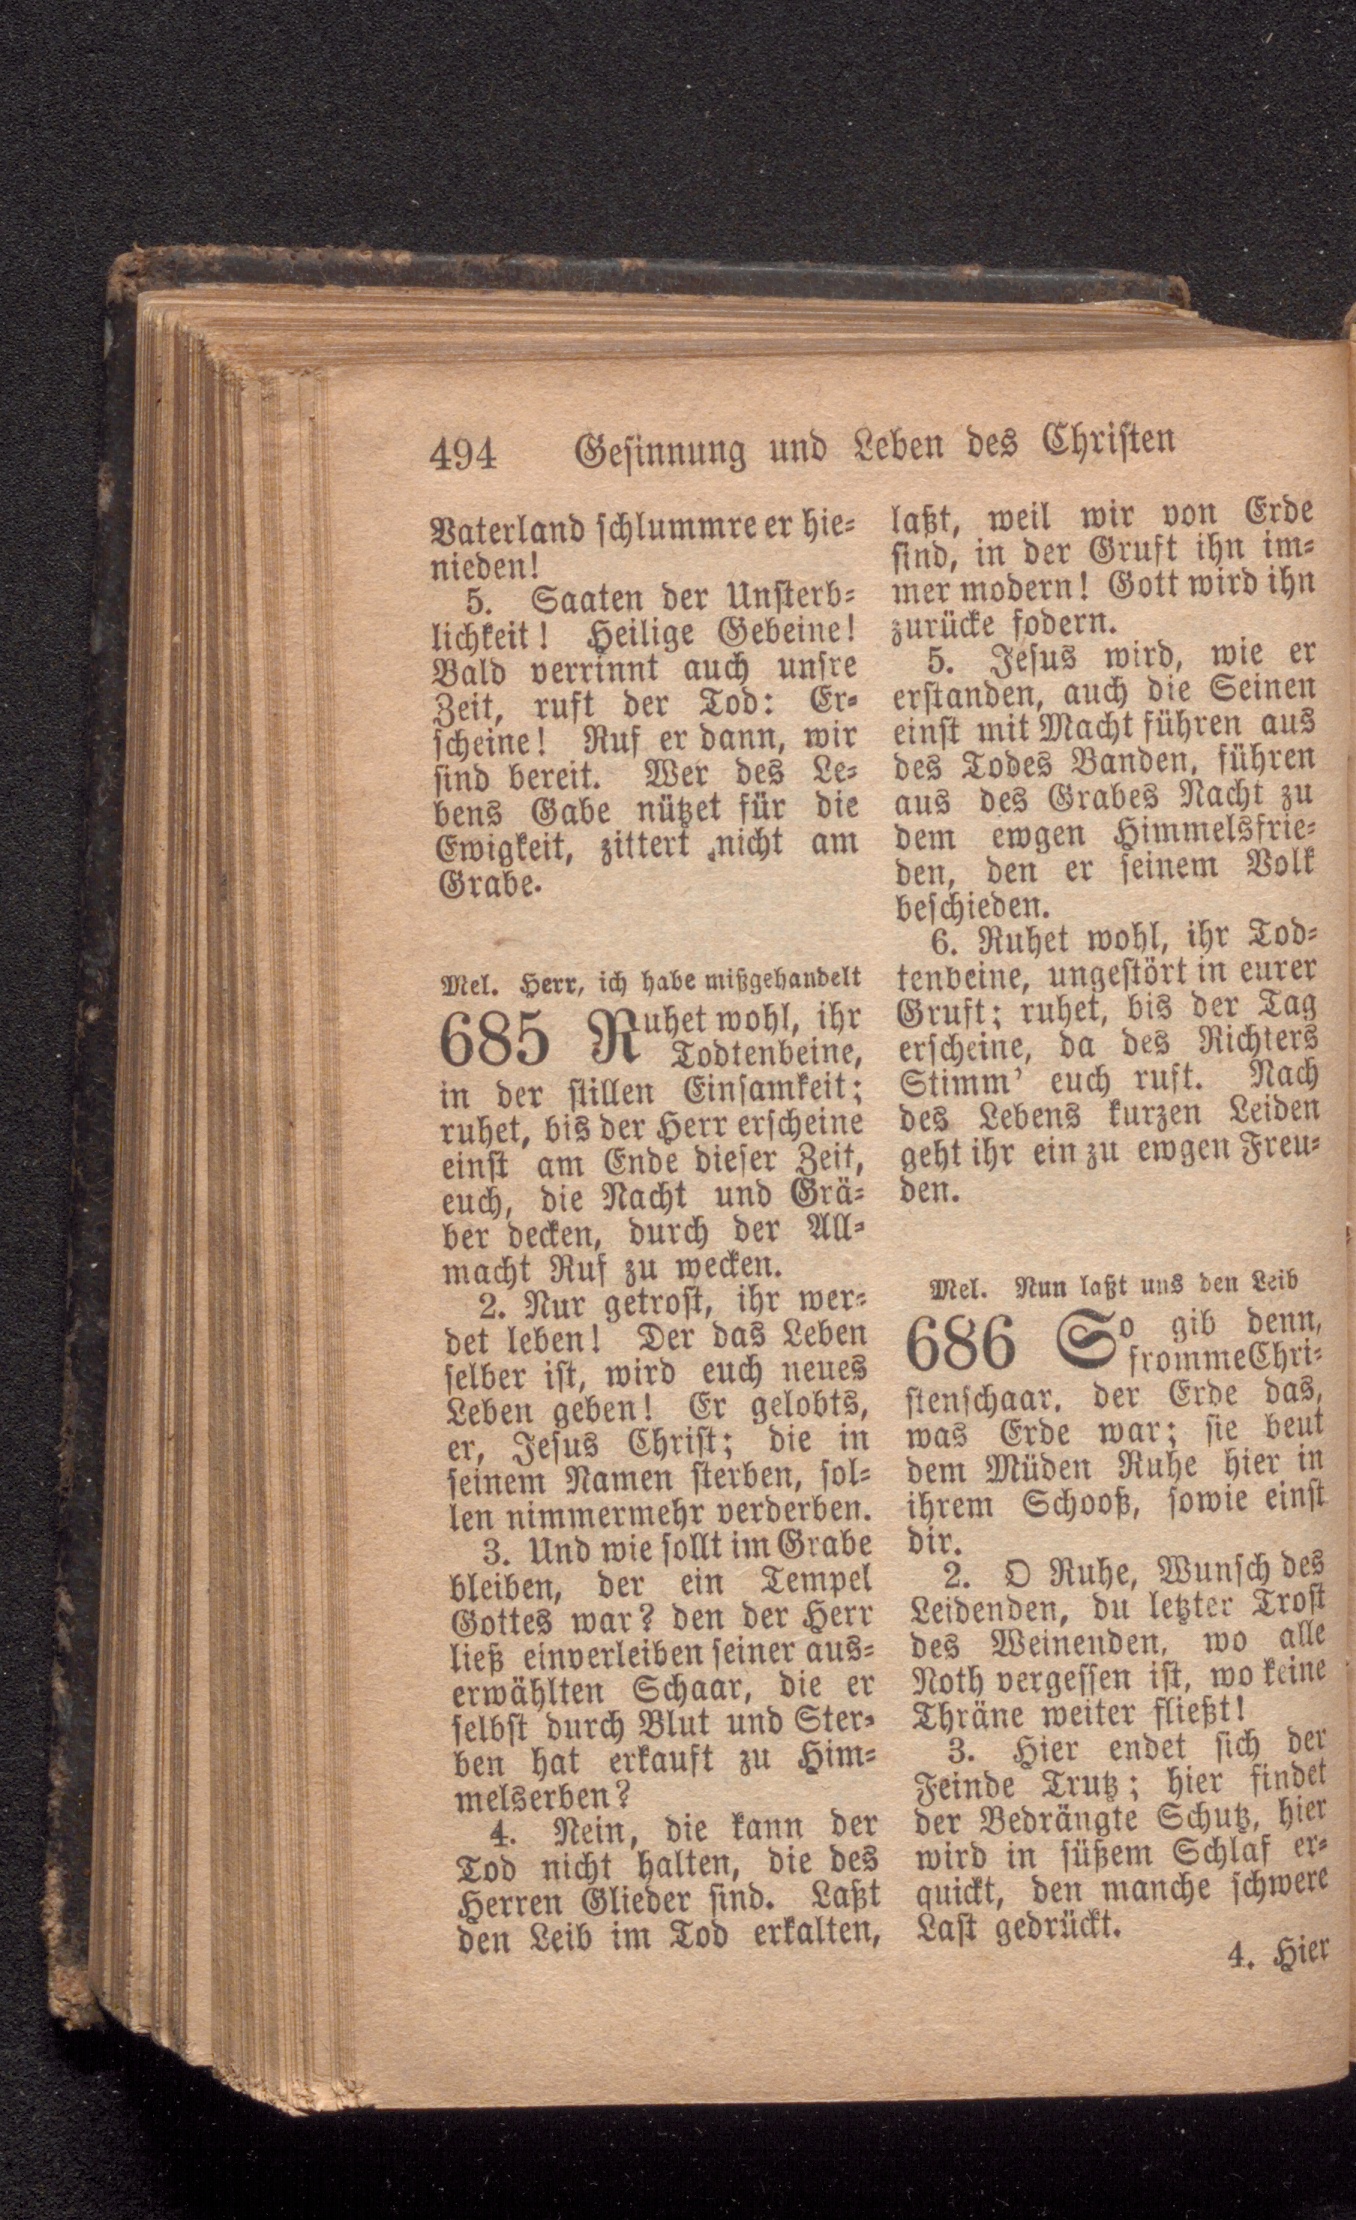 494 Gesinnung und Leben des Christen
Vaterland schlummre er hie-
nieden!
5. Saaten der Unsterb-
lichkeit! Heilige Gebeine!
Bald verrinnt auch unsre
Zeit, ruft der Tod: Er-
scheine! Ruf er dann, wir
sind bereit. Wer des Le-
bens Gabe nützet für die
Ewigkeit, zittert nicht am
Grabe.
Mel. Herr, ich habe mißgehandelt
685 Ruhet wohl, ihr
Todtenbeine,
in der stillen Einsamkeit;
ruhet, bis der Herr erscheine
einst am Ende dieser Zeit,
euch, die Nacht und Grä-
ber decken, durch der All-
macht Ruf zu wecken.
2. Nur getrost, ihr wer-
det leben! Der das Leben
selber ist, wird euch neues
Leben geben! Er gelobts,
er, Jesus Christ; die in
seinem Namen sterben, sol-
len nimmermehr verderben.
3. Und wie sollt im Grabe
bleiben, der ein Tempel
Gottes war? den der Herr
ließ einverleiben seiner aus-
erwählten Schaar, die er
selbst durch Blut und Ster-
ben hat erkauft zu Him-
melserben?
4. Nein, die kann der
Tod nicht halten, die des
Herren Glieder sind. Laßt
den Leib im Tod erkalten,
laßt, weil wir von Erde
sind, in der Gruft ihn im-
mer modern! Gott wird ihn
zurücke fodern.
5. Jesus wird, wie er
erstanden, auch die Seinen
einst mit Macht führen aus
des Todes Banden, führen
aus des Grabes Nacht zu
dem ewgen Himmelsfrie-
den, den er seinem Volk
beschieden.
6. Ruhet wohl, ihr Tod-
tenbeine, ungestört in eurer
Gruft; ruhet, bis der Tag
erscheine, da des Richters
Stimm' euch ruft. Nach
des Lebens kurzen Leiden
geht ihr ein zu ewgen Freu-
den.
Mel. Nun laßt uns den Leib
686 So gib denn,
fromme Chri-
stenschaar, der Erde das,
was Erde war; sie beut
dem Müden Ruhe hier in
ihrem Schooß, sowie einst
dir.
2. O Ruhe, Wunsch des
Leidenden, du letzter Trost
des Weinenden, wo alle
Noth vergessen ist, wo keine
Thräne weiter fließt!
3. Hier endet sich der
Feinde Trutz; hier findet
der Bedrängte Schutz, hier
wird in süßem Schlaf er-
quickt, den manche schwere
Last gedrückt.
4. Hier